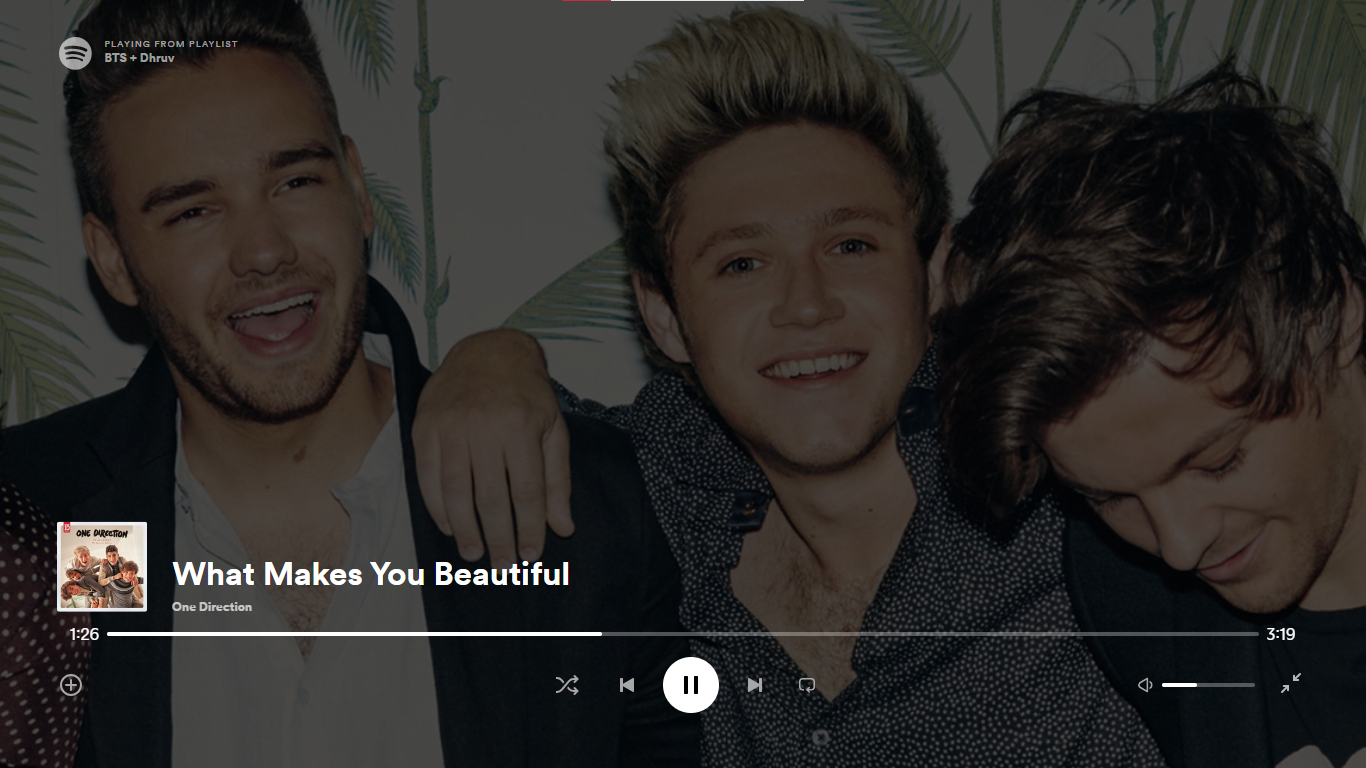 PLAYING FROM PLAYLIST
BTS + Dhruv
ONE DIRECTION
What Makes You Beautiful
One Direction
1:26
3:19